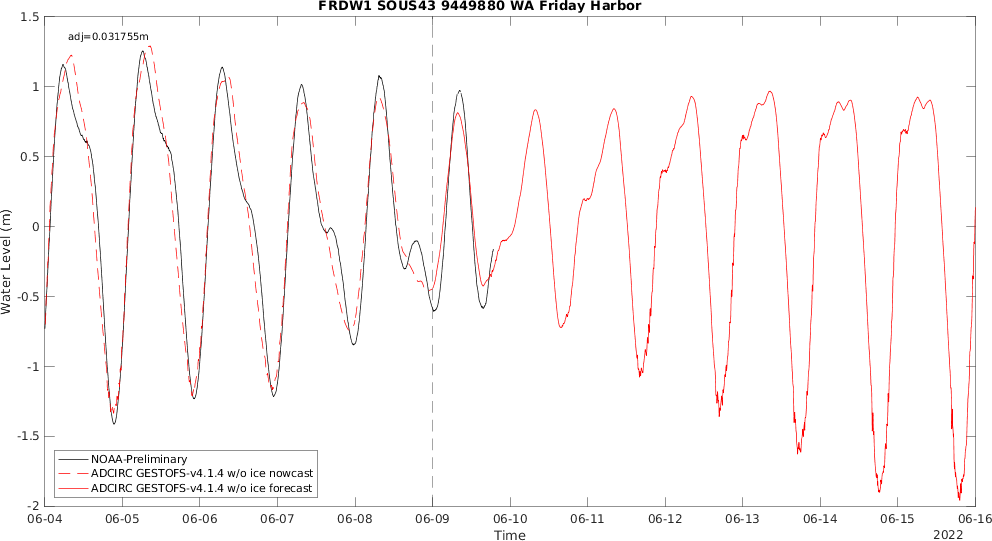 FRDW1 SOUS43 9449880 WA Friday Harbor
adj=0.031755m
1.5
1
0.5
0
-0.5
-1
-1.5
-2
Water Level (m)
NOAA-Preliminary
ADCIRC GESTOFS-v4.1.4 w/o ice nowcast
ADCIRC GESTOFS-v4.1.4 w/o ice forecast
06-04 06-05 06-06 06-07 06-08 06-09 06-10 06-11 06-12 06-13 06-14 06-15 06-16
Time
2022